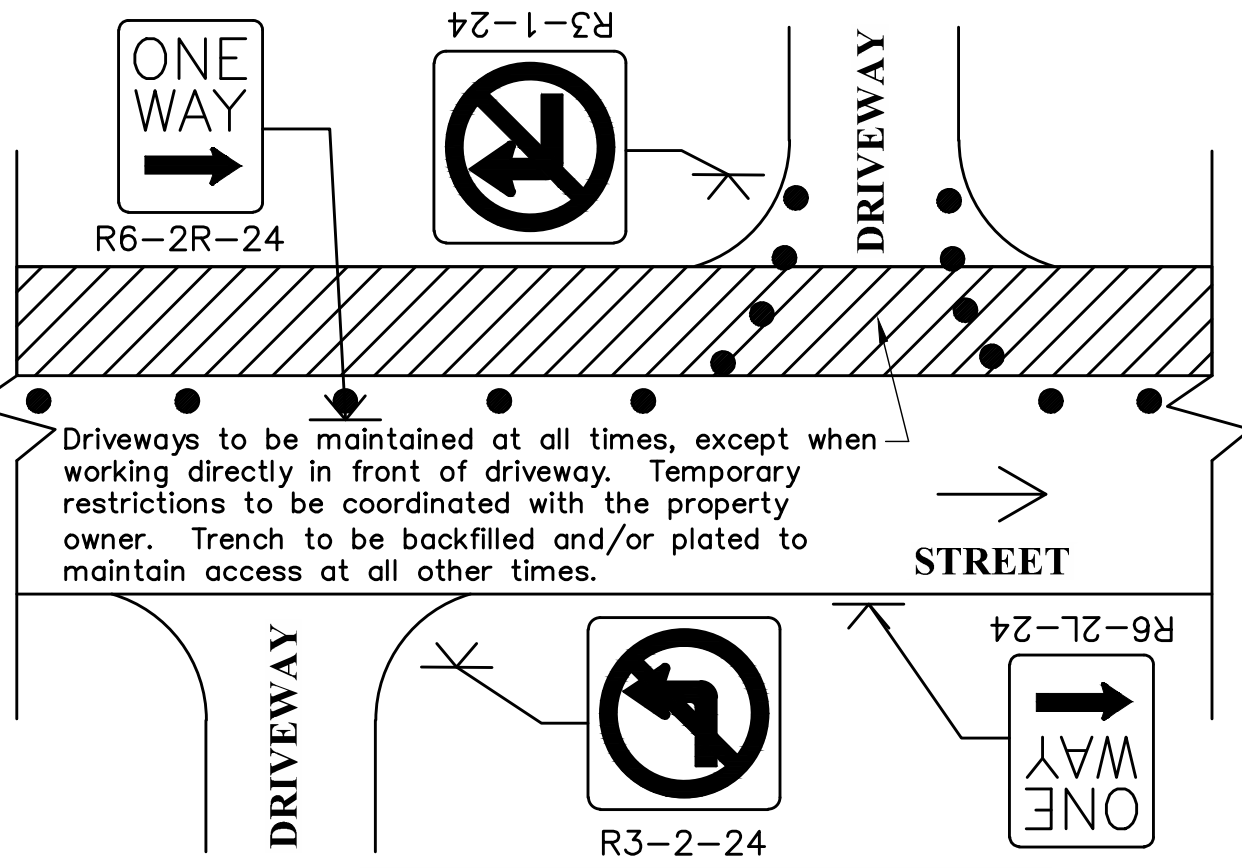 ONE
WAY
R6-2R-24
R3-1-24
DRIVEWAY
Driveways to be maintained at all times, except when
working directly in front of driveway. Temporary
restrictions to be coordinated with the property
owner. Trench to be backfilled and/or plated to
maintain access at all other times.
STREET
DRIVEWAY
R3-2-24
R6-2L-24
ONE
WAY